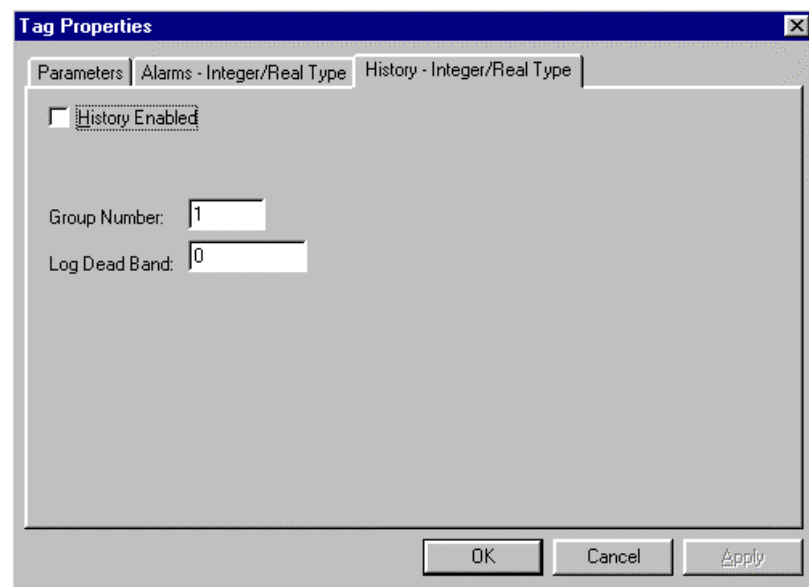 Tag Properties
Parameters Alarms - Integer/Real Type History - Integer/Real Type
History Enabled
Group Number: 1
Log Dead Band: 0
OK Cancel Apply